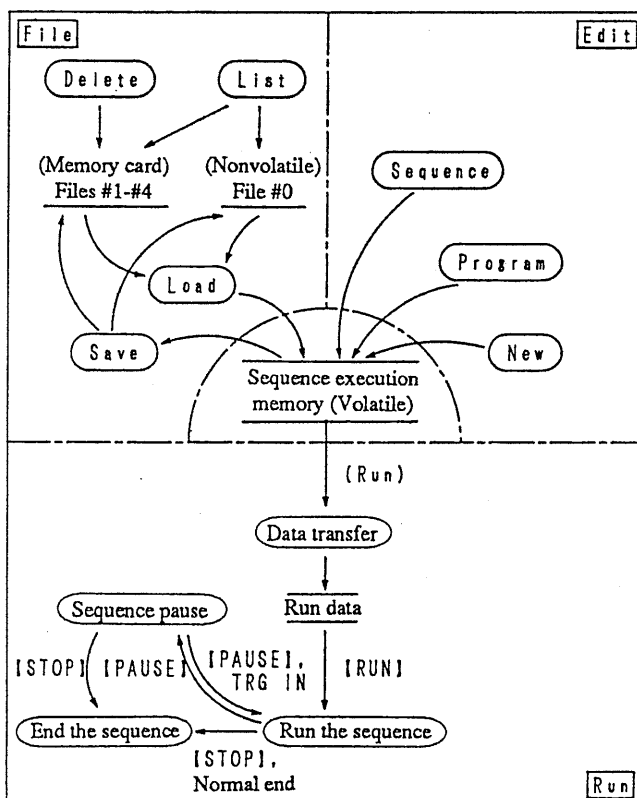 File
Edit
Delete
List
(Memory card)
Files #1-#4
(Nonvolatile)
File #0
Sequence
Program
Load
Save
New
Sequence execution
memory (Volatile)
(Run)
Data transfer
Run data
Sequence pause
[STOP]
[PAUSE]
[PAUSE],
TRG IN
[RUN]
End the sequence
Run the sequence
[STOP],
Normal end
Run